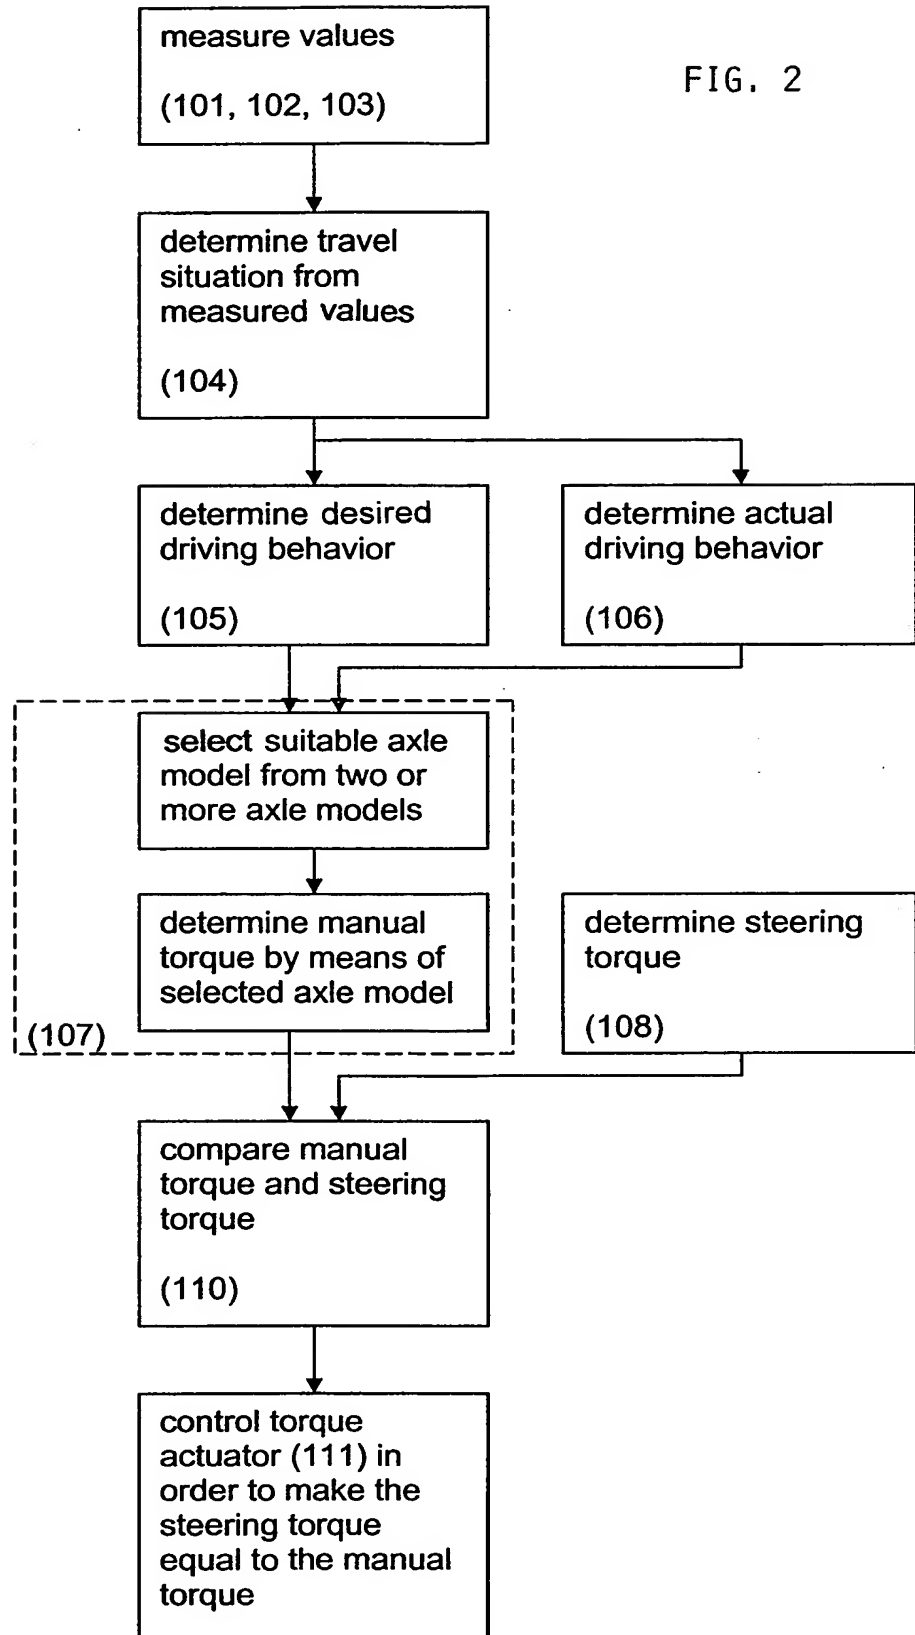 measure values
(101, 102, 103)
FIG. 2
determine travel
situation from
measured values
(104)
determine desired
driving behavior
(105)
determine actual
driving behavior
(106)
select suitable axle
model from two or
more axle models
determine manual
torque by means of
selected axle model
(107)
determine steering
torque
(108)
compare manual
torque and steering
torque
(110)
control torque
actuator (111) in
order to make the
steering torque
equal to the manual
torque